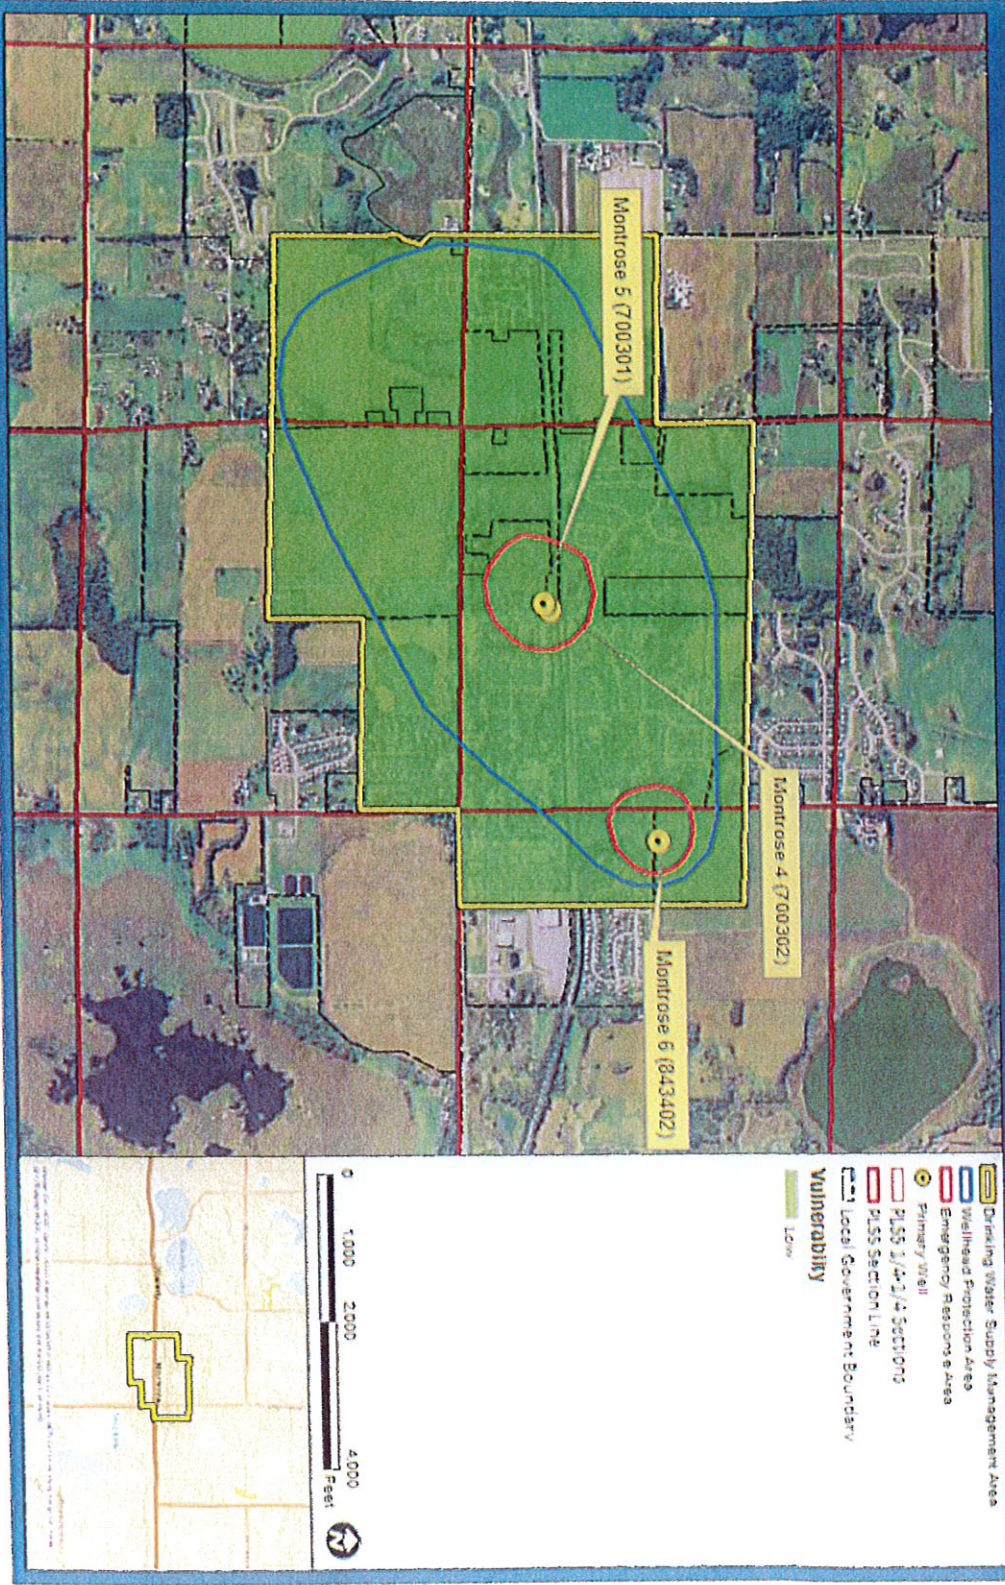 Montrose 5 (700301)
Montrose 4 (700302)
Montrose 6 (843402)
Drinking Water Supply Management Area
Wellhead Protection Area
Emergency Response Area
Primary Well
PLSS 1/4-1/4 Sections
PLSS Section Line
Local Government Boundary
Vulnerability
Low
0 1,000 2,000 4,000
Feet
N